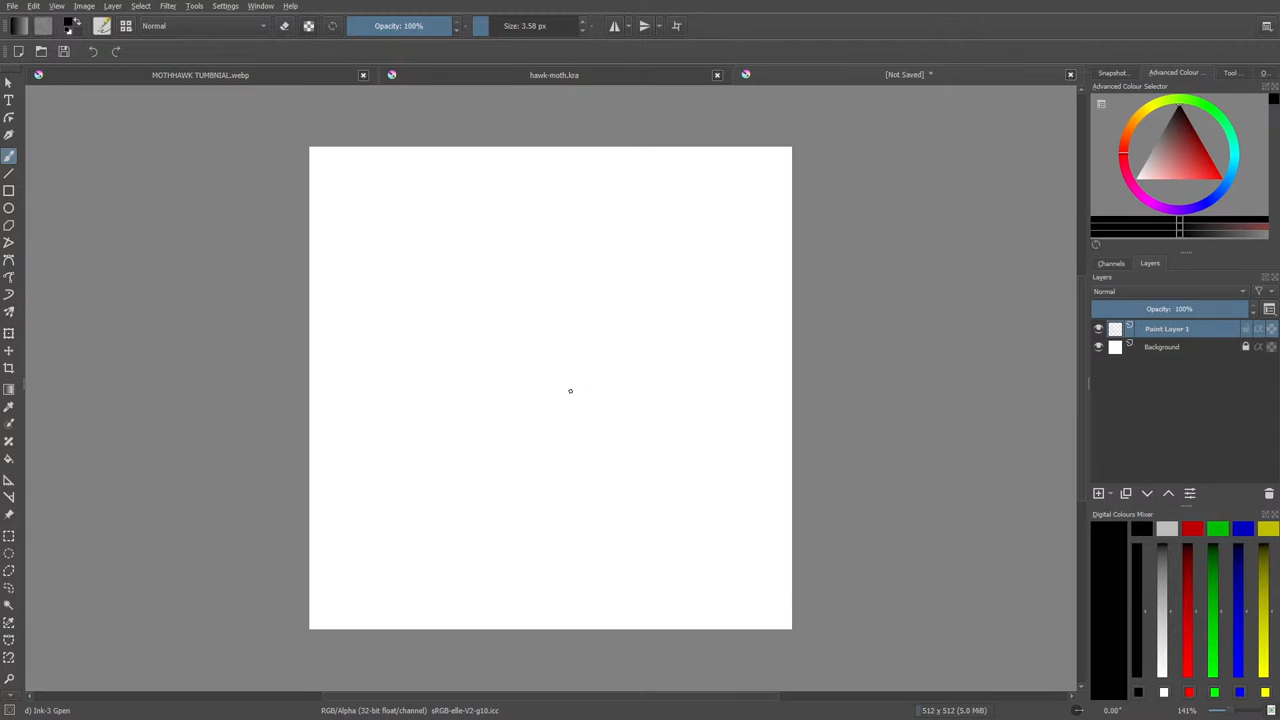 File Edit View Image Layer Select Filter Tools Settings Window Help
Normal Opacity: 100% Size: 3.58 px
MOTHHAWK TUMBNIAL.webp hawk-moth.kra [Not Saved] *
Snapshot... Advanced Colour ... Tool ... O...
Advanced Colour Selector
Channels Layers
Layers
Normal
Opacity: 100%
Paint Layer 1
Background
Digital Colours Mixer
d) Ink-3 Gpen RGB/Alpha (32-bit float/channel) sRGB-elle-V2-g10.icc 512 x 512 (5.0 MiB) 0.00° 141%